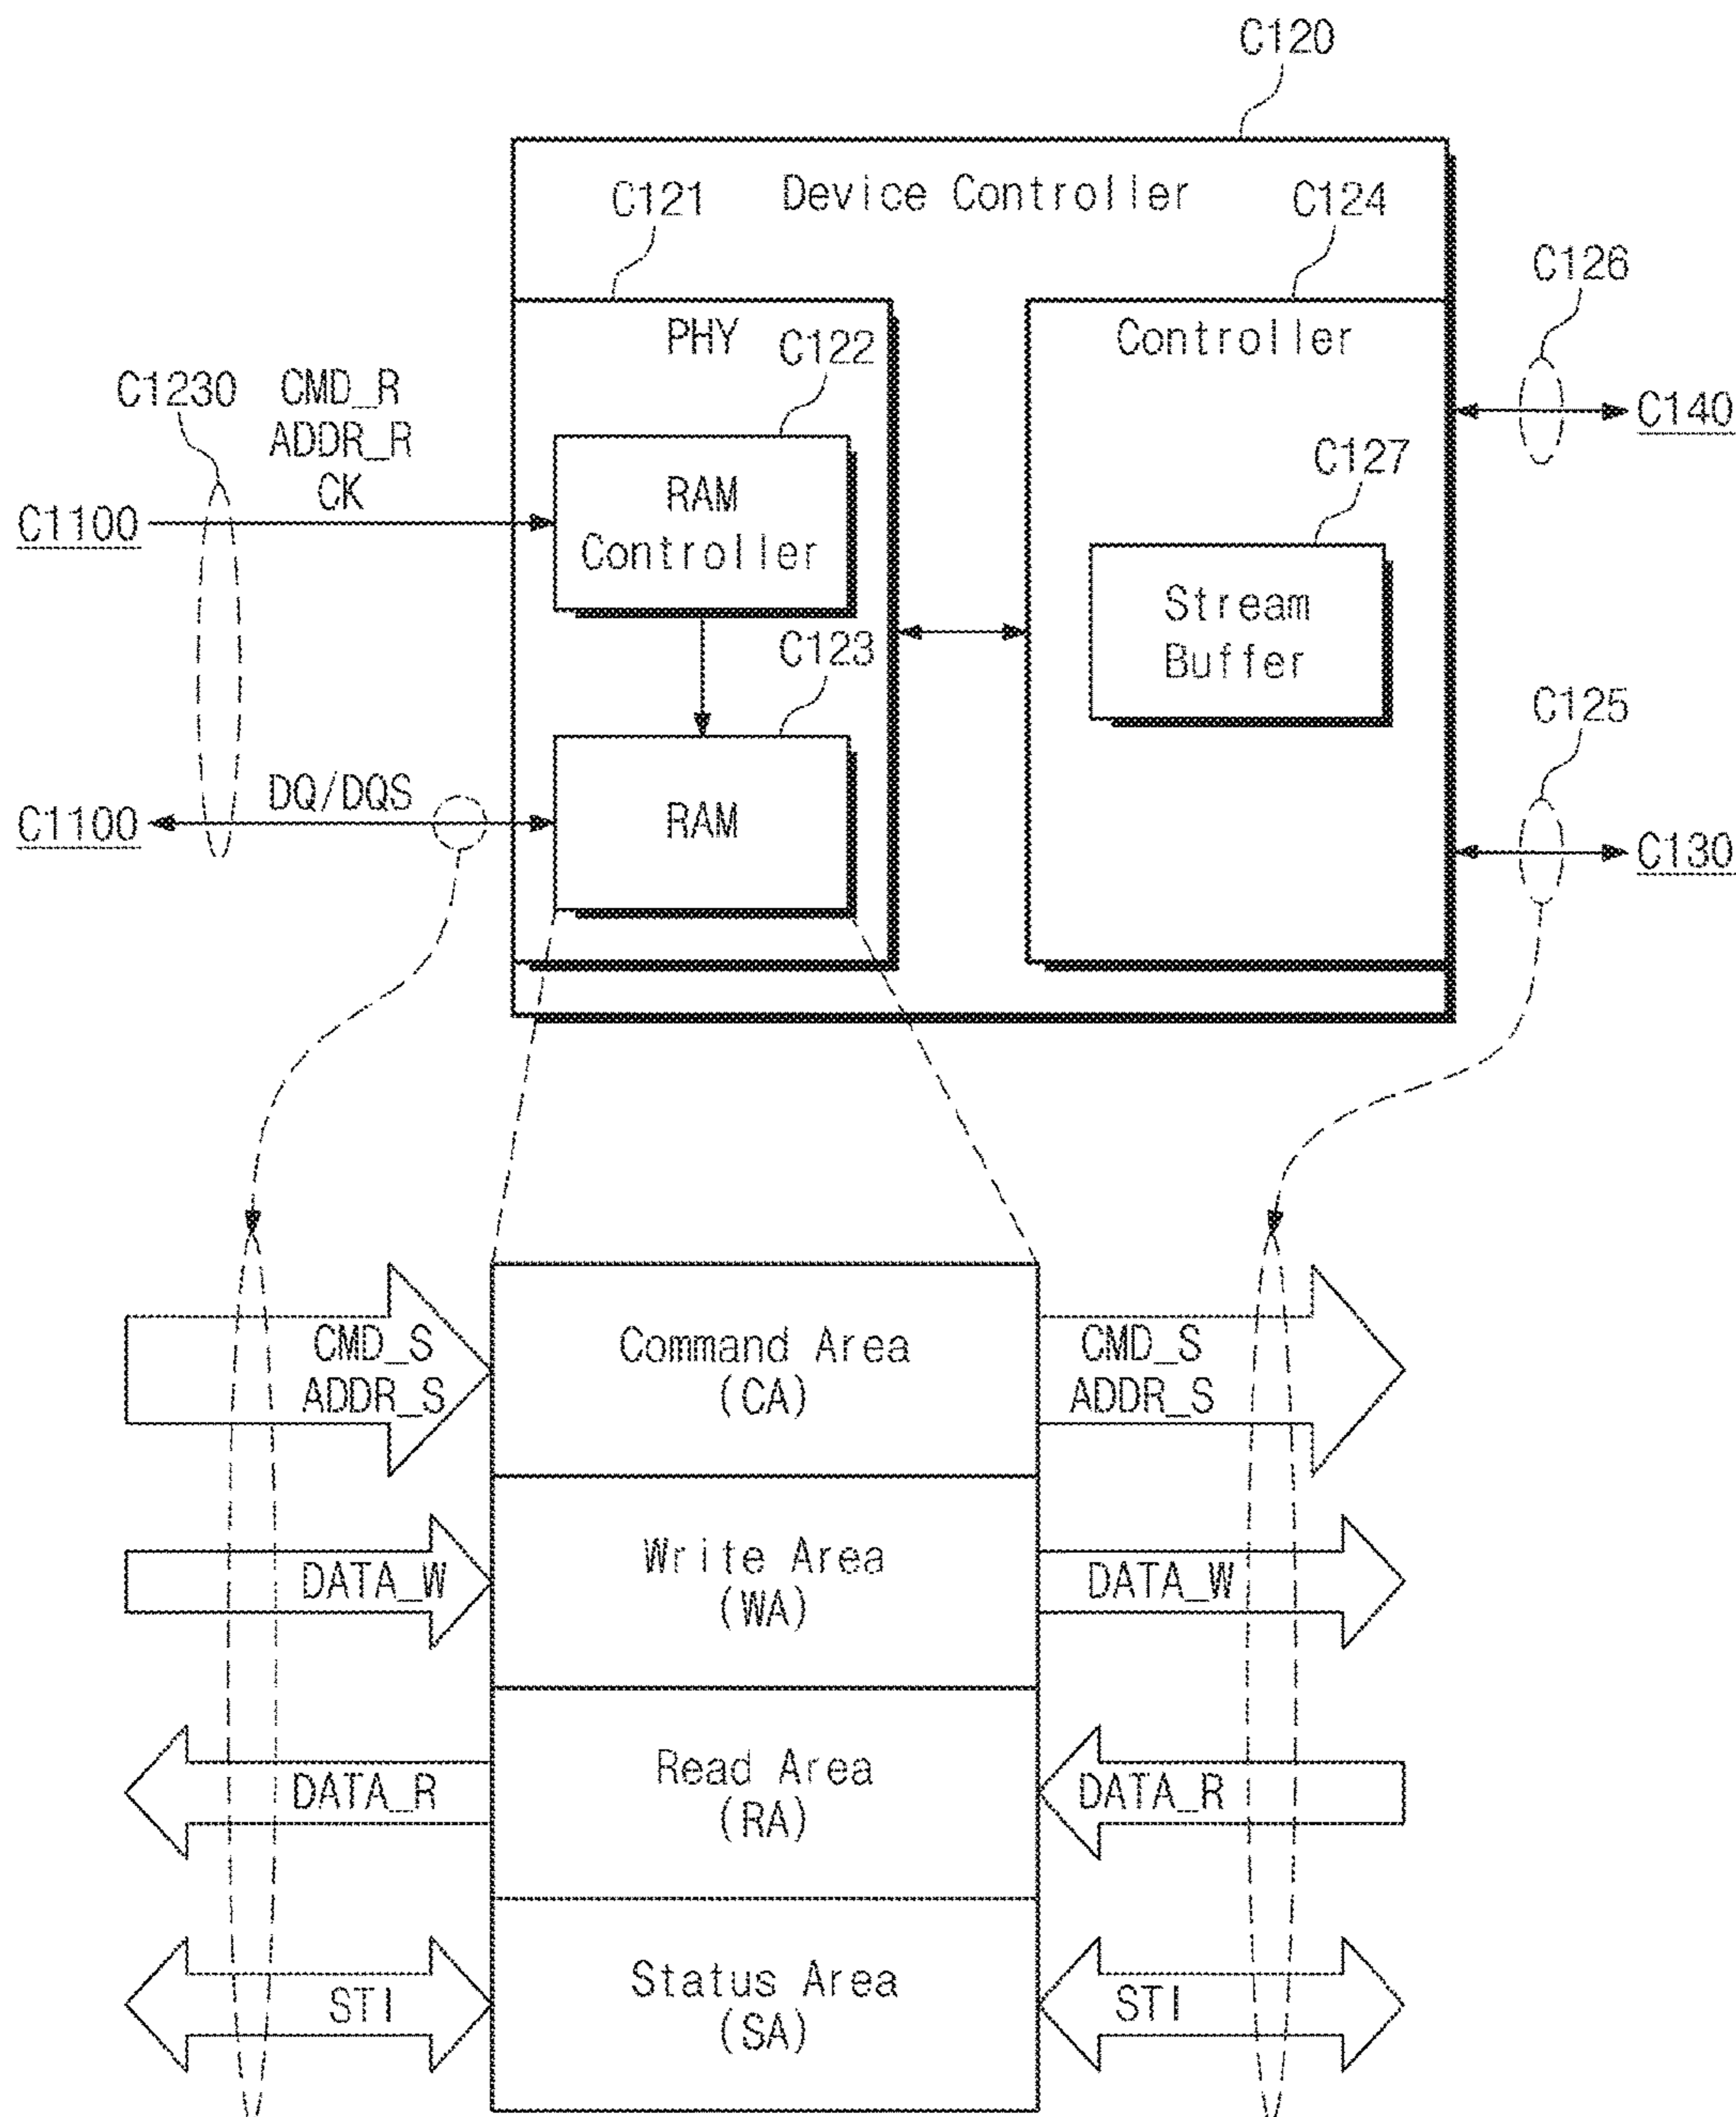 C120
Device Controller
C121
C124
C126
PHY
Controller
C122
C1230
CMD_R
ADDR_R
CK
C140
C127
RAM
Controller
C1100
Stream
Buffer
C123
C125
DQ/DQS
RAM
C1100
C130
CMD_S
ADDR_S
Command Area
(CA)
CMD_S
ADDR_S
DATA_W
Write Area
(WA)
DATA_W
DATA_R
Read Area
(RA)
DATA_R
STI
Status Area
(SA)
STI